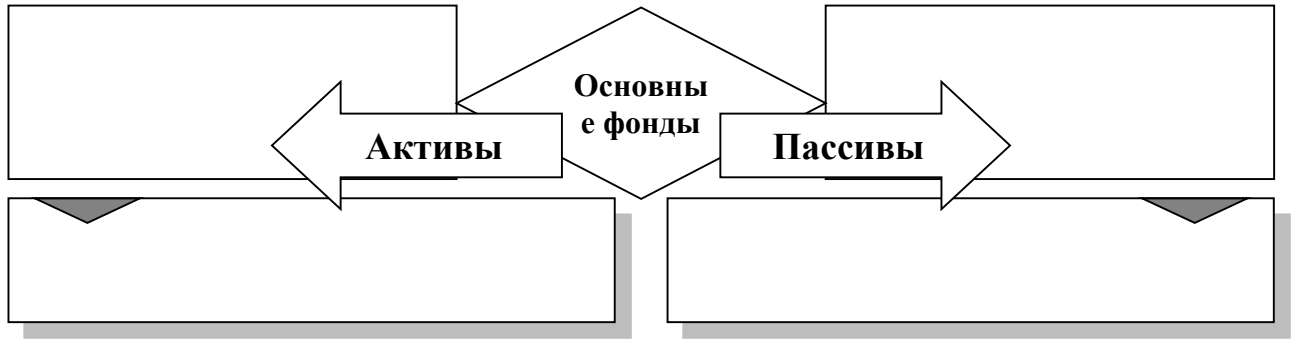 Основны
е фонды
Активы
Пассивы